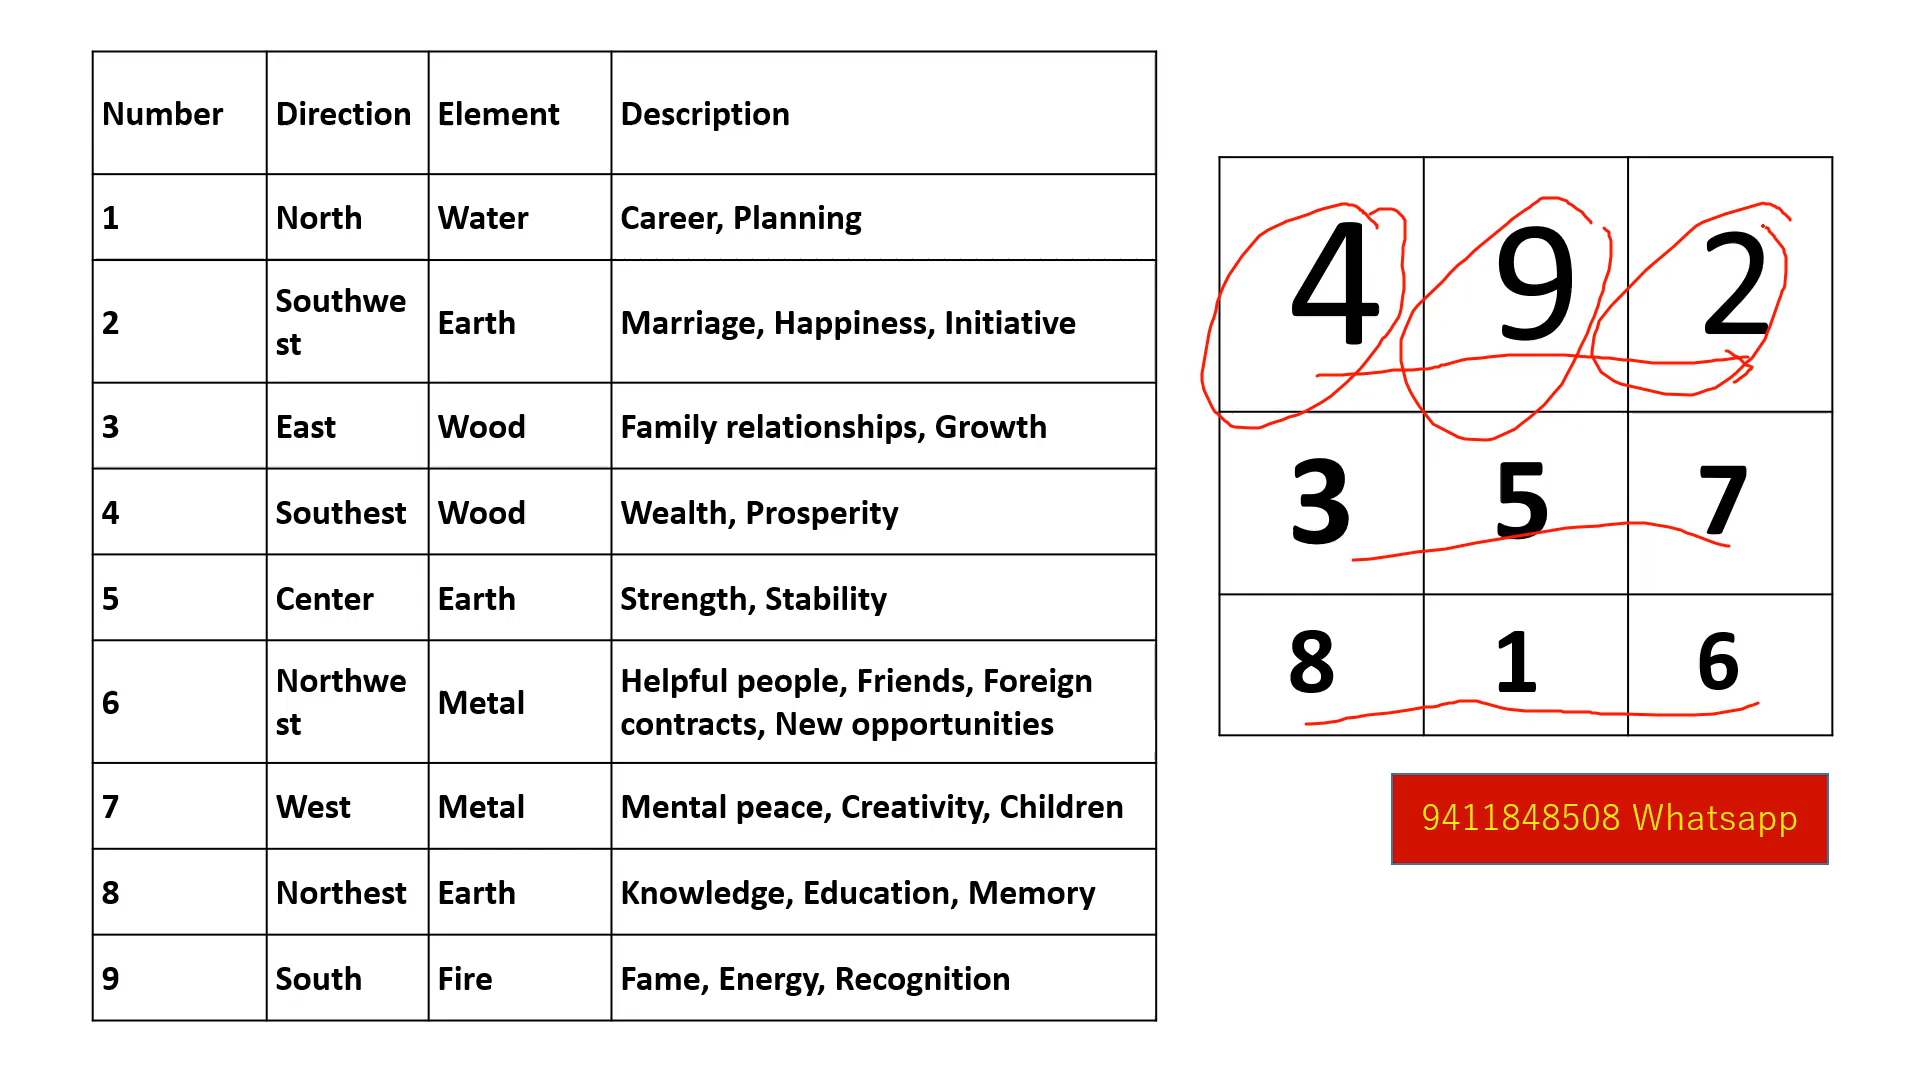 Number Direction Element Description
1 North Water Career, Planning
2 Southwe
st Earth Marriage, Happiness, Initiative
3 East Wood Family relationships, Growth
4 Southest Wood Wealth, Prosperity
5 Center Earth Strength, Stability
6 Northwe
st Metal Helpful people, Friends, Foreign
contracts, New opportunities
7 West Metal Mental peace, Creativity, Children
8 Northest Earth Knowledge, Education, Memory
9 South Fire Fame, Energy, Recognition
4 9 2
3 5 7
8 1 6
9411848508 Whatsapp